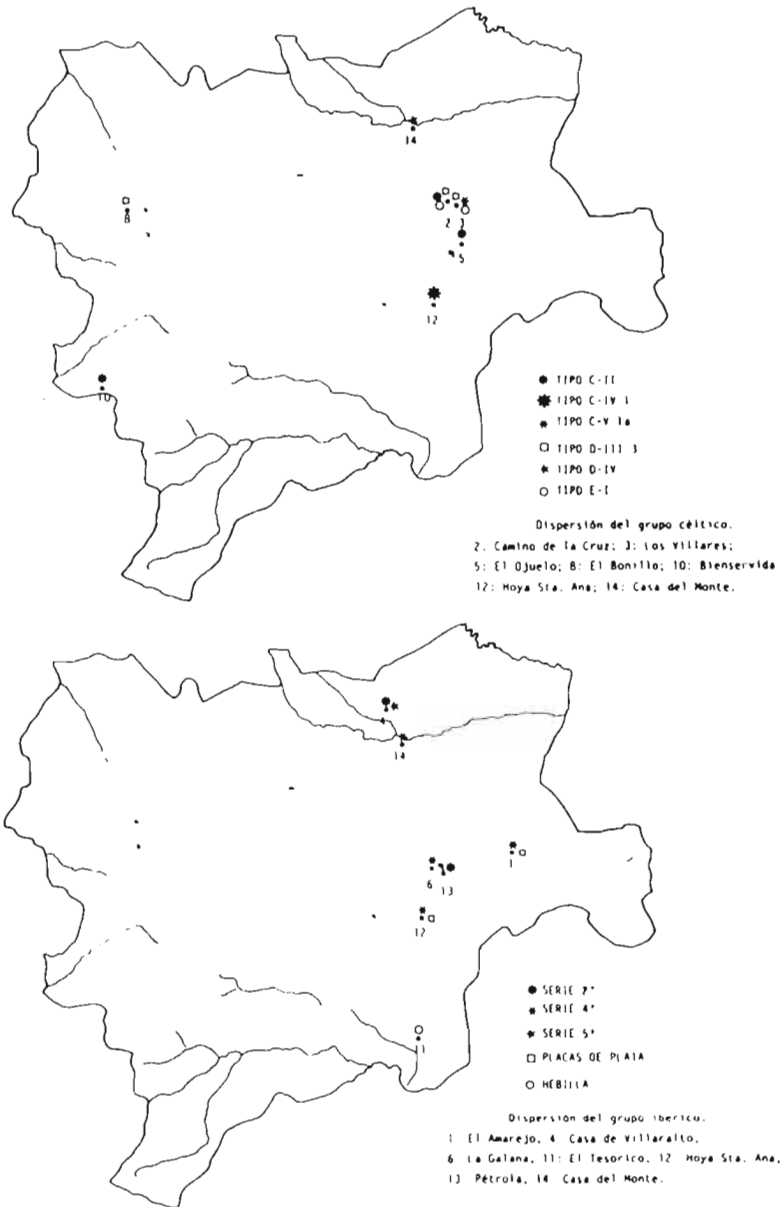 14
8
2 3
5
12
10
TIPO C-II
TIPO C-IV 1
TIPO C-V 1a
TIPO D-III 3
TIPO D-IV
TIPO E-I
Dispersión del grupo céltico.
2. Camino de la Cruz; 3: Los Villares;
5: El Ojuelo; 8: El Bonillo; 10: Bienservida
12: Hoya Sta. Ana; 14: Casa del Monte.
4
14
1
6 13
12
11
SERIE 2ª
SERIE 4ª
SERIE 5ª
PLACAS DE PLATA
HEBILLA
Dispersión del grupo iberico.
1 El Amarejo, 4 Casa de Villaralto,
6 La Galana, 11: El Tesorico, 12 Hoya Sta. Ana,
13 Pétrola, 14 Casa del Monte.